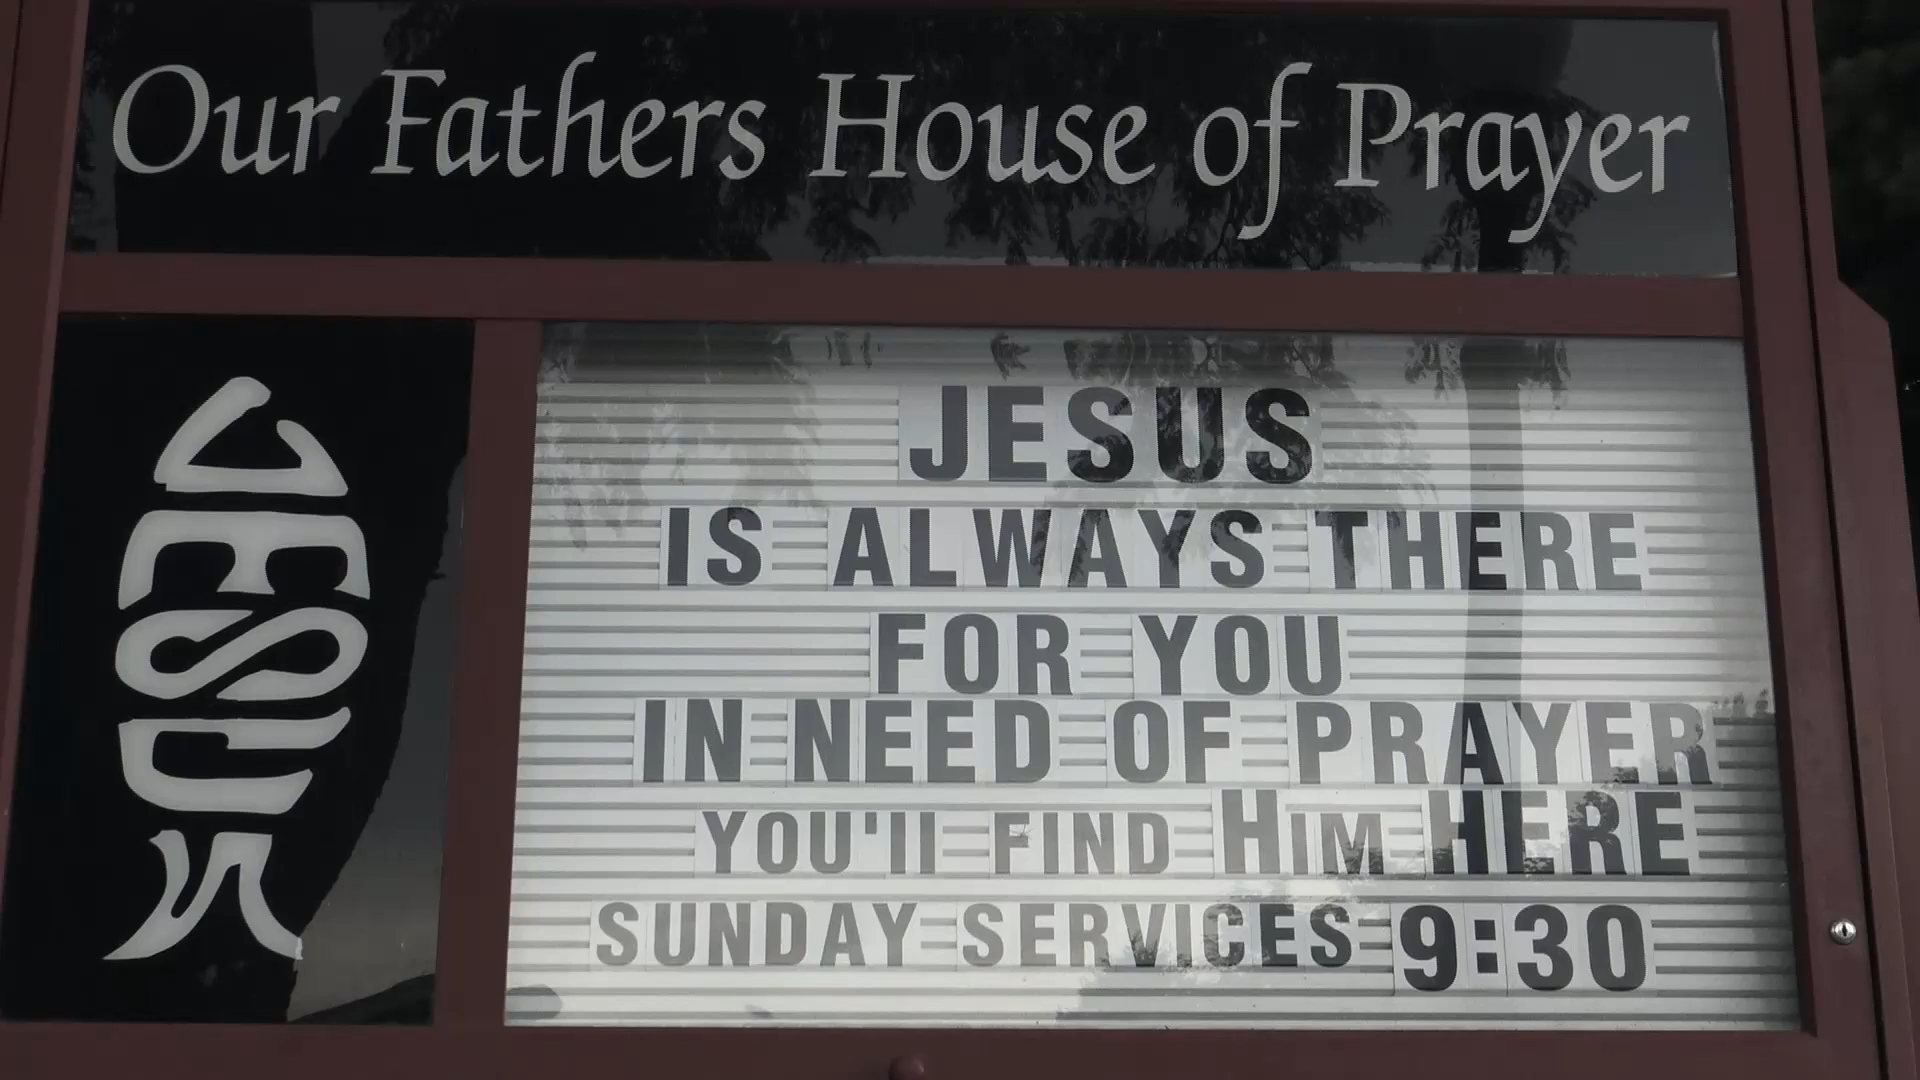 Our Fathers House of Prayer
JESUS
JESUS
IS ALWAYS THERE
FOR YOU
IN NEED OF PRAYER
YOU'll FIND HiM HERE
SUNDAY SERVICES 9:30